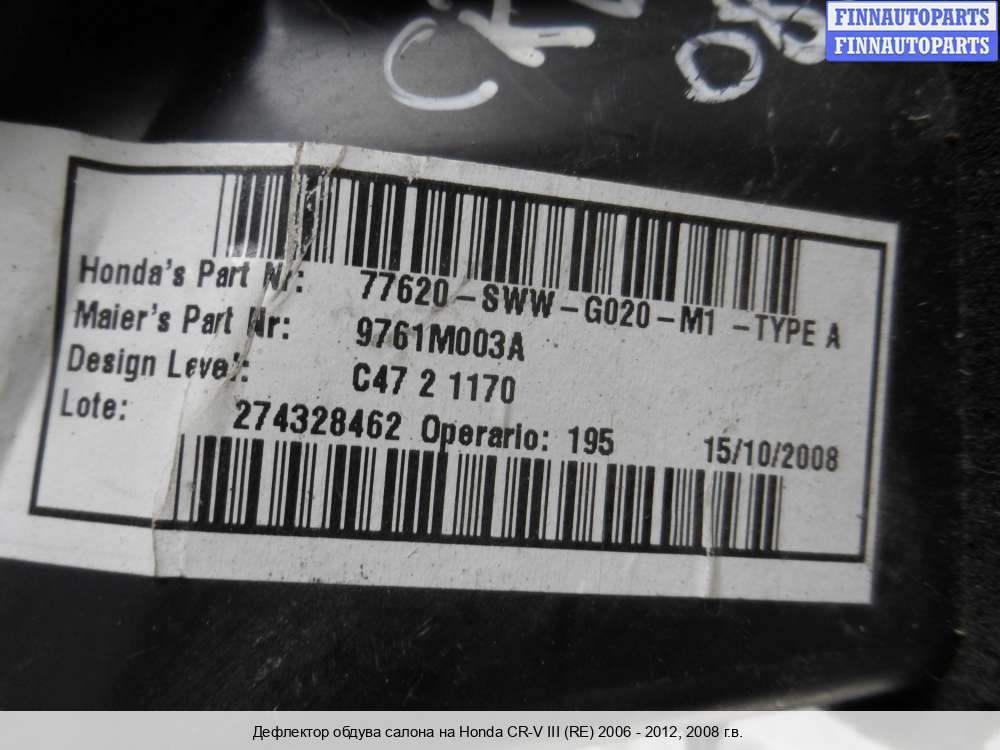 FINNAUTOPARTS
FINNAUTOPARTS
Honda's Part Nr: 77620-SWW-G020-M1 -TYPE A
Maier's Part Nr: 9761M003A
Design Level: C47 2 1170
Lote: 274328462 Operario: 195 15/10/2008
Дефлектор обдува салона на Honda CR-V III (RE) 2006 - 2012, 2008 г.в.